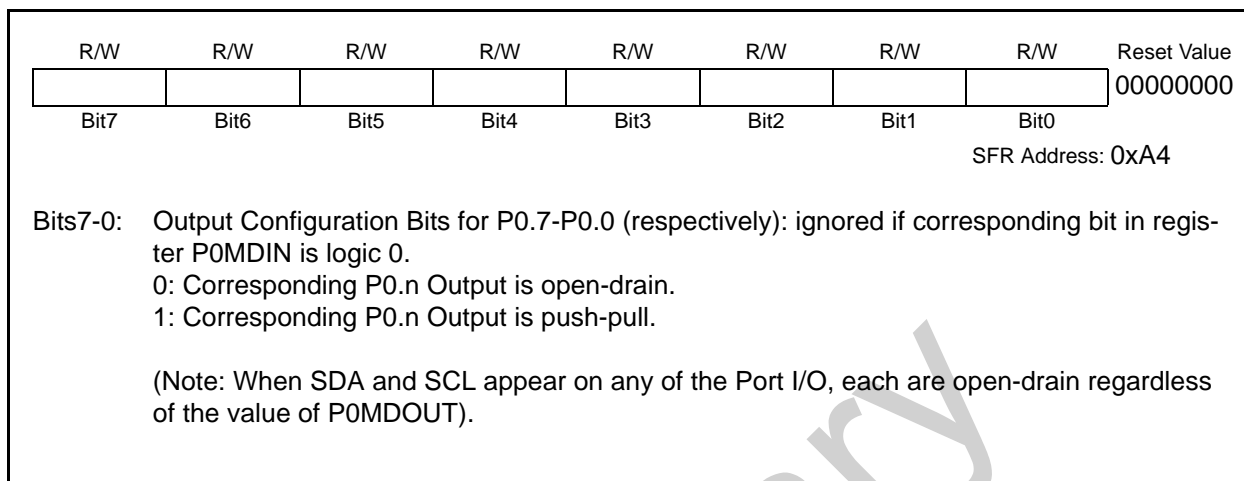 R/W R/W R/W R/W R/W R/W R/W R/W Reset Value
00000000
Bit7 Bit6 Bit5 Bit4 Bit3 Bit2 Bit1 Bit0
SFR Address: 0xA4
Bits7-0: Output Configuration Bits for P0.7-P0.0 (respectively): ignored if corresponding bit in regis-
ter P0MDIN is logic 0.
0: Corresponding P0.n Output is open-drain.
1: Corresponding P0.n Output is push-pull.
(Note: When SDA and SCL appear on any of the Port I/O, each are open-drain regardless
of the value of P0MDOUT).
ry